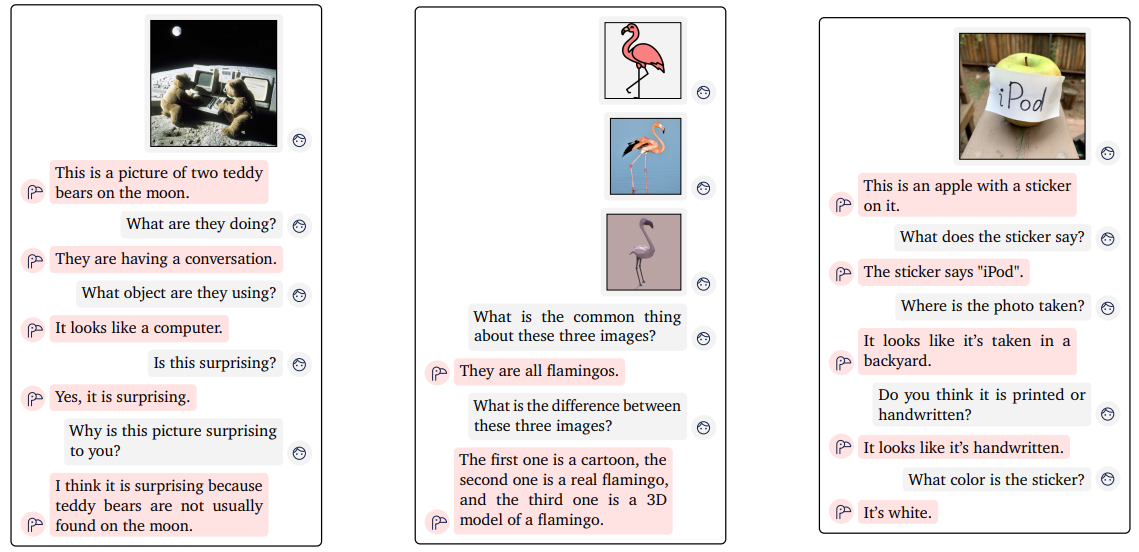 This is a picture of two teddy
bears on the moon.
What are they doing?
They are having a conversation.
What object are they using?
It looks like a computer.
Is this surprising?
Yes, it is surprising.
Why is this picture surprising
to you?
I think it is surprising because
teddy bears are not usually
found on the moon.
What is the common thing
about these three images?
They are all flamingos.
What is the difference between
these three images?
The first one is a cartoon, the
second one is a real flamingo,
and the third one is a 3D
model of a flamingo.
iPod
This is an apple with a sticker
on it.
What does the sticker say?
The sticker says "iPod".
Where is the photo taken?
It looks like it’s taken in a
backyard.
Do you think it is printed or
handwritten?
It looks like it’s handwritten.
What color is the sticker?
It’s white.